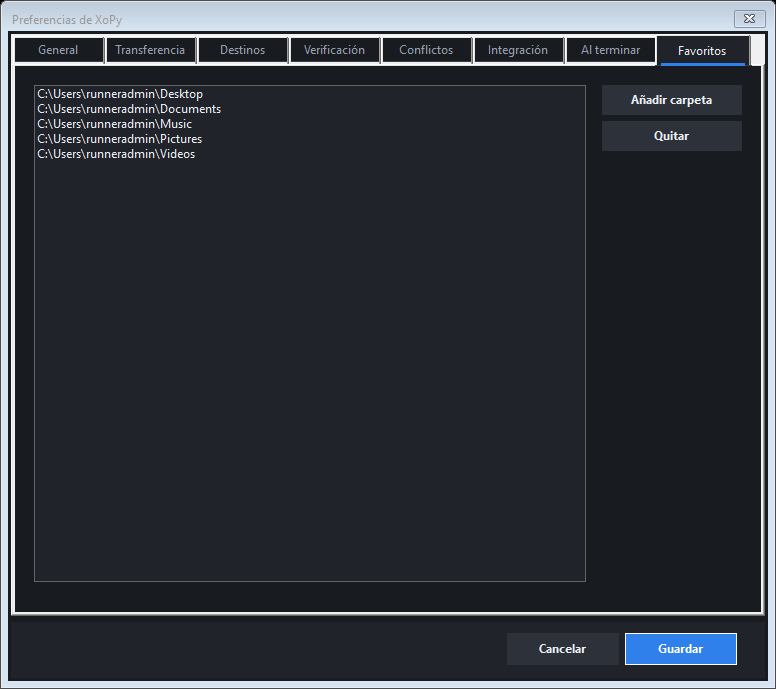 Preferencias de XoPy
General
Transferencia
Destinos
Verificación
Conflictos
Integración
Al terminar
Favoritos
C:\Users\runneradmin\Desktop
C:\Users\runneradmin\Documents
C:\Users\runneradmin\Music
C:\Users\runneradmin\Pictures
C:\Users\runneradmin\Videos
Añadir carpeta
Quitar
Cancelar
Guardar